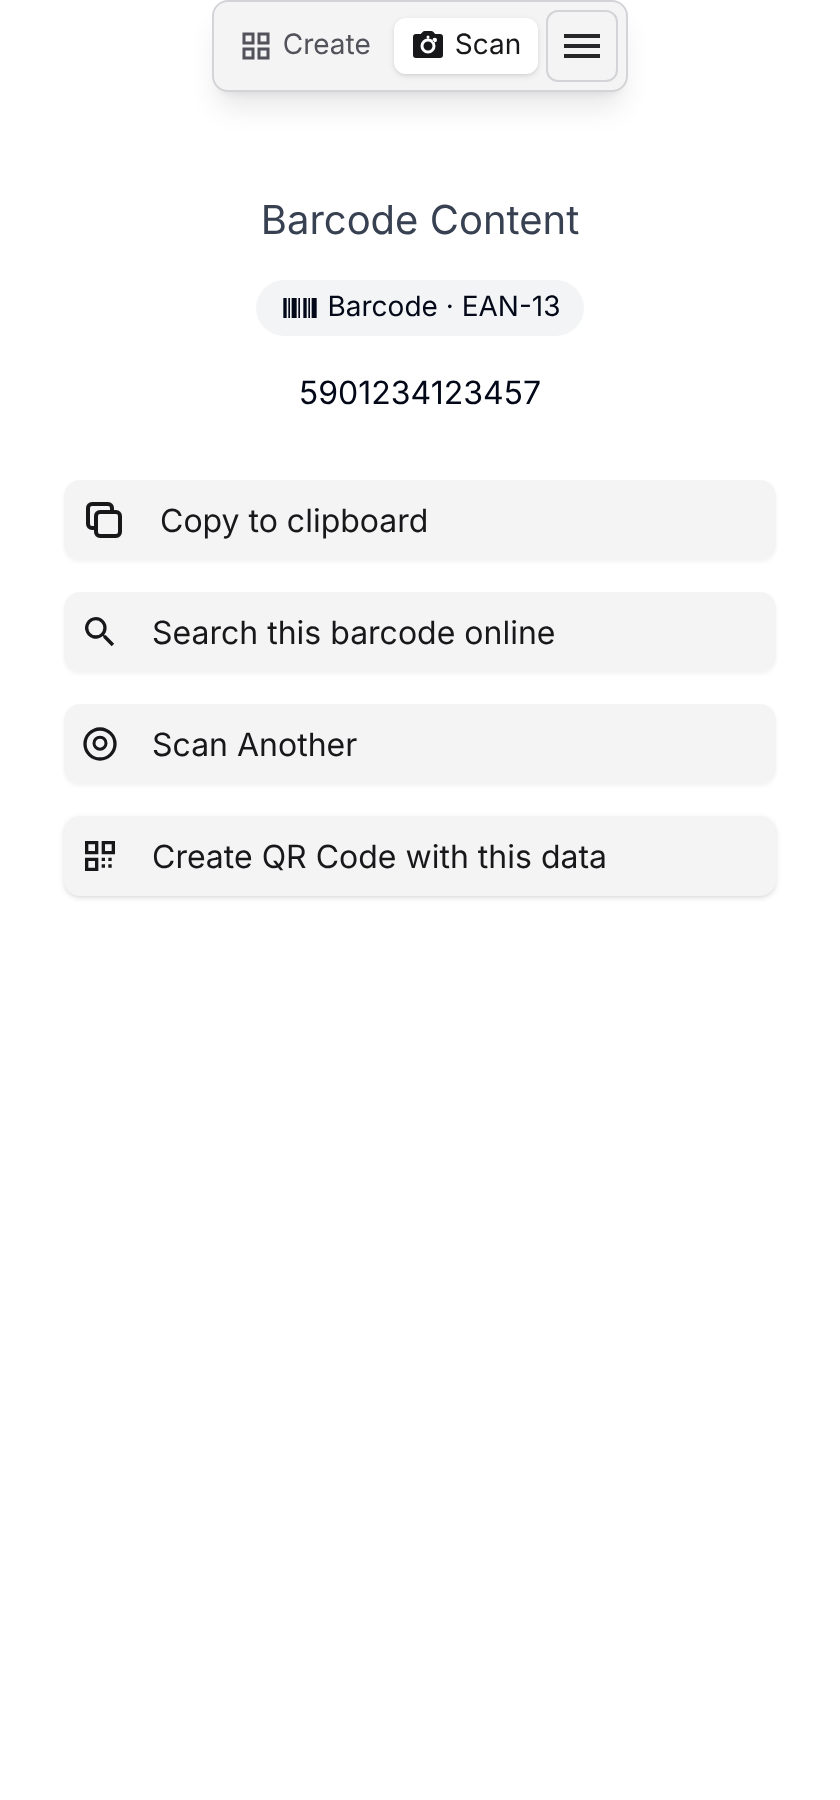 Create
Scan
Barcode Content
Barcode · EAN-13
5901234123457
Copy to clipboard
Search this barcode online
Scan Another
Create QR Code with this data